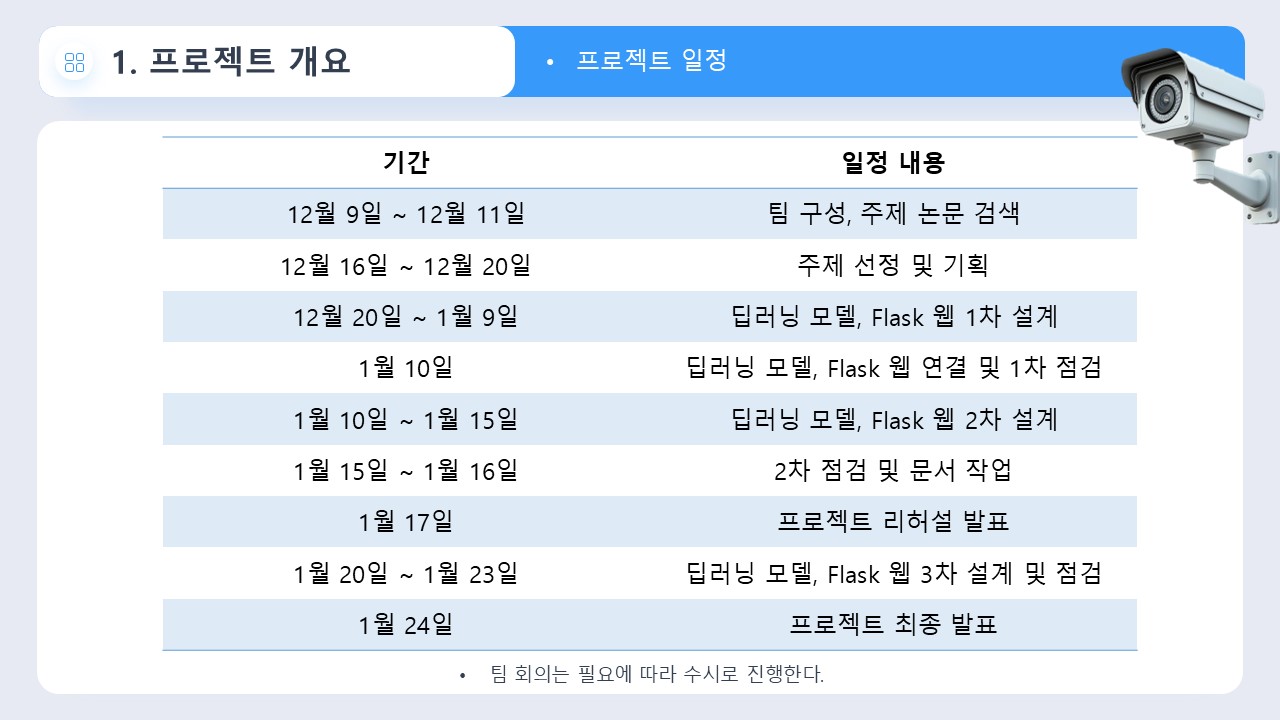 1. 프로젝트 개요
• 프로젝트 일정
기간 일정 내용
12월 9일 ~ 12월 11일 팀 구성, 주제 논문 검색
12월 16일 ~ 12월 20일 주제 선정 및 기획
12월 20일 ~ 1월 9일 딥러닝 모델, Flask 웹 1차 설계
1월 10일 딥러닝 모델, Flask 웹 연결 및 1차 점검
1월 10일 ~ 1월 15일 딥러닝 모델, Flask 웹 2차 설계
1월 15일 ~ 1월 16일 2차 점검 및 문서 작업
1월 17일 프로젝트 리허설 발표
1월 20일 ~ 1월 23일 딥러닝 모델, Flask 웹 3차 설계 및 점검
1월 24일 프로젝트 최종 발표
• 팀 회의는 필요에 따라 수시로 진행한다.